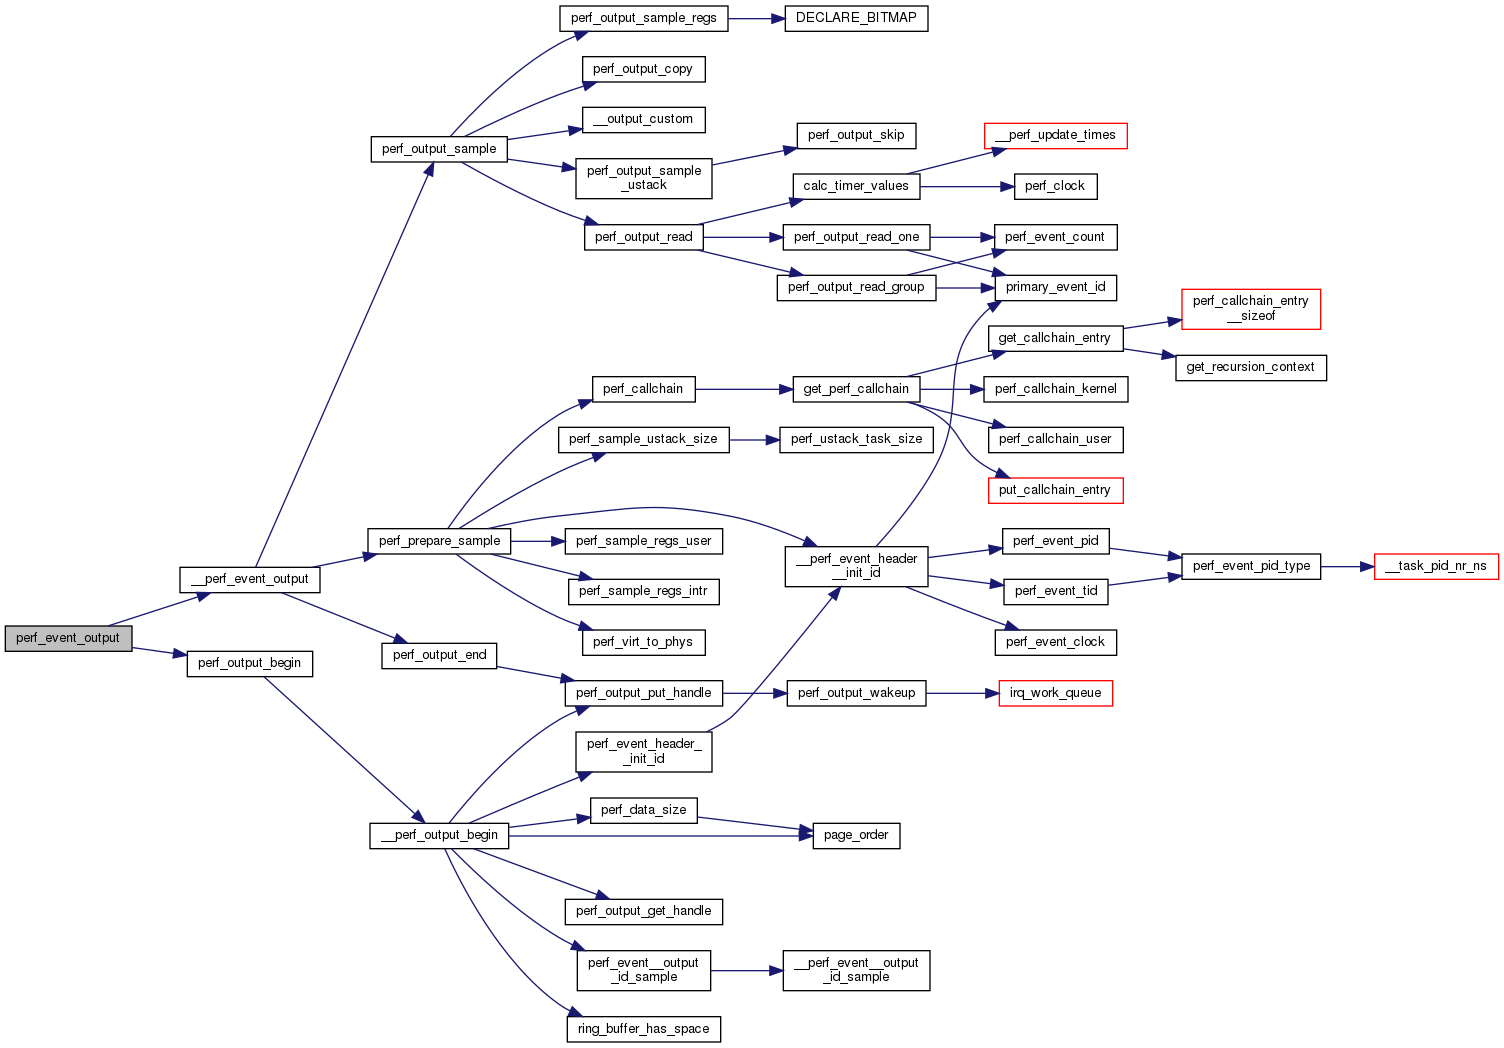 perf_output_sample_regs
DECLARE_BITMAP
perf_output_copy
__output_custom
perf_output_sample
perf_output_skip
__perf_update_times
perf_output_sample
_ustack
calc_timer_values
perf_clock
perf_output_read
perf_output_read_one
perf_event_count
perf_output_read_group
primary_event_id
perf_callchain_entry
__sizeof
get_callchain_entry
get_recursion_context
perf_callchain
get_perf_callchain
perf_callchain_kernel
perf_sample_ustack_size
perf_ustack_task_size
perf_callchain_user
put_callchain_entry
perf_prepare_sample
perf_sample_regs_user
__perf_event_header
__init_id
perf_event_pid
perf_event_pid_type
__task_pid_nr_ns
__perf_event_output
perf_sample_regs_intr
perf_event_tid
perf_event_output
perf_virt_to_phys
perf_event_clock
perf_output_begin
perf_output_end
perf_output_put_handle
perf_output_wakeup
irq_work_queue
perf_event_header_
_init_id
perf_data_size
__perf_output_begin
page_order
perf_output_get_handle
perf_event__output
_id_sample
__perf_event__output
_id_sample
ring_buffer_has_space